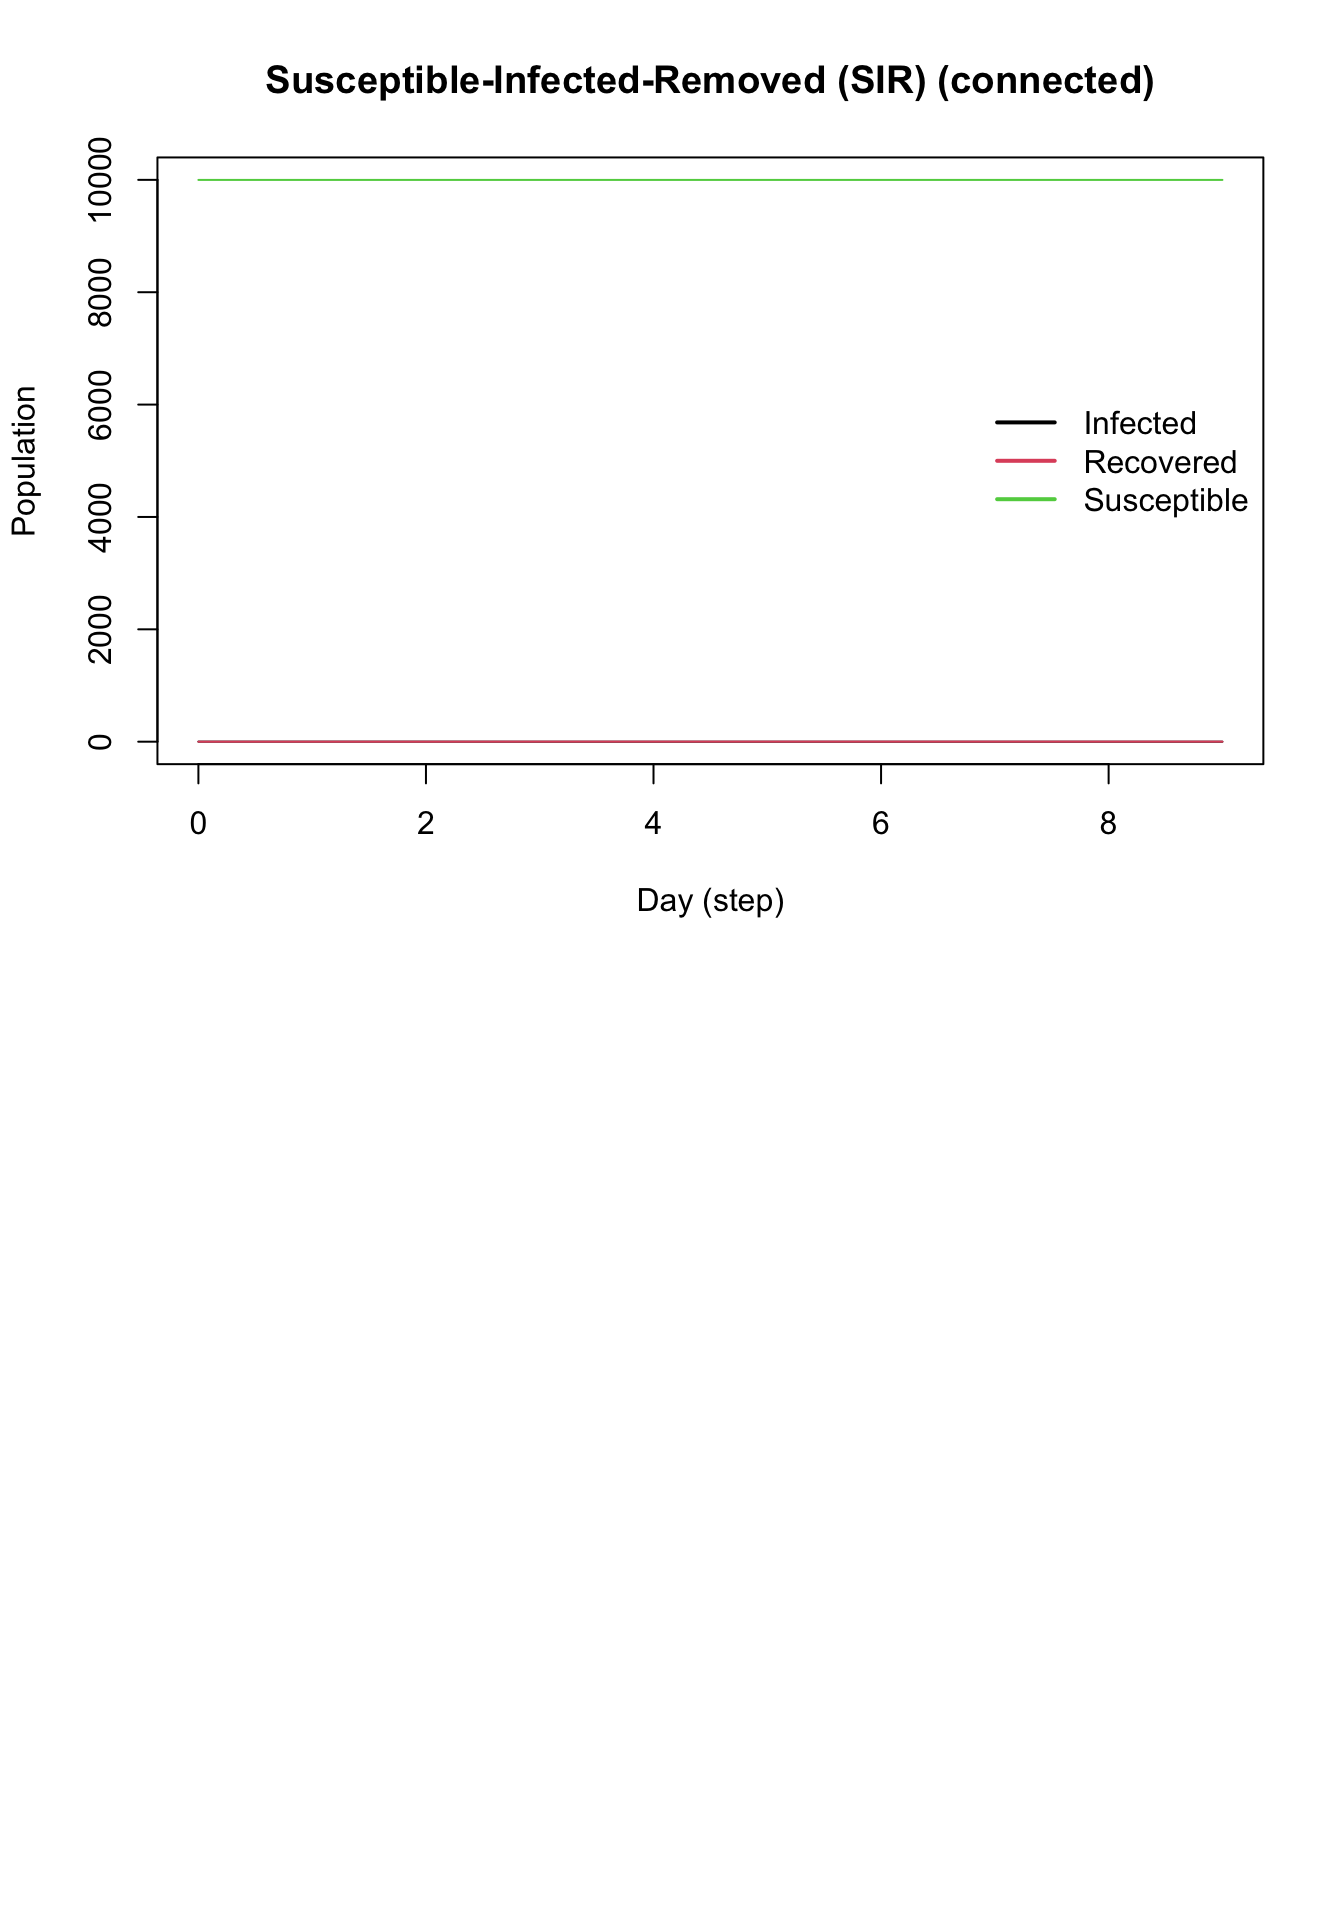 Susceptible-Infected-Removed (SIR) (connected)
Population
10000
8000
6000
4000
2000
0
Infected
Recovered
Susceptible
0 2 4 6 8
Day (step)